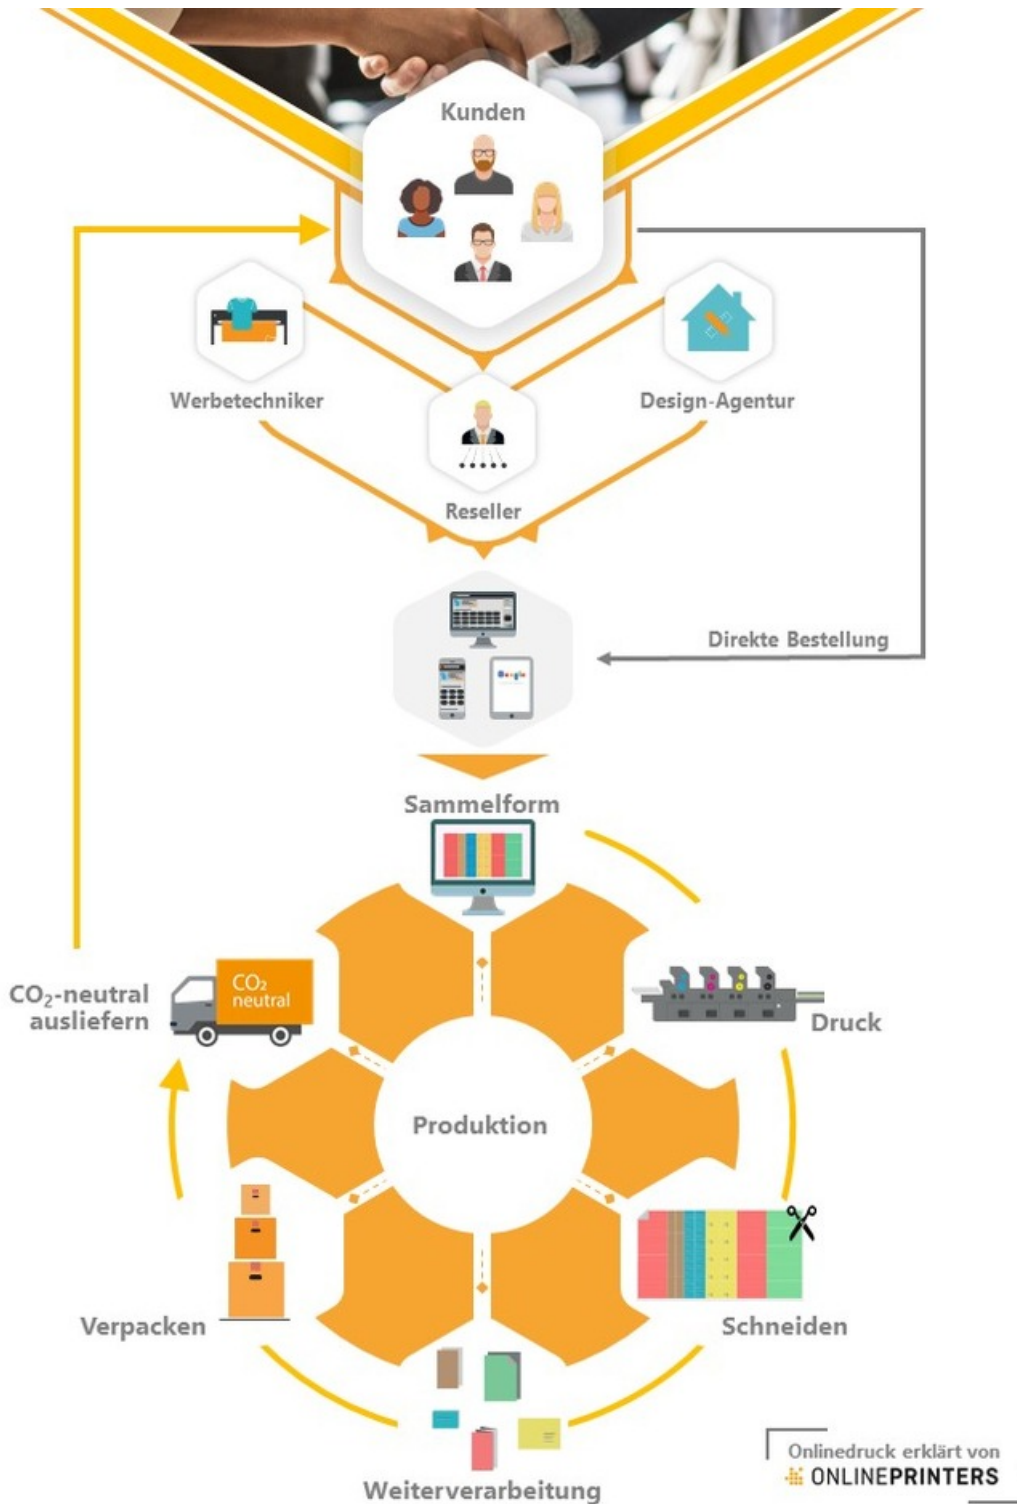 Kunden
Werbetechniker
Design-Agentur
Reseller
Direkte Bestellung
Google
Sammelform
CO₂-neutral
ausliefern
CO₂
neutral
Druck
Produktion
Verpacken
Schneiden
Weiterverarbeitung
Onlinedruck erklärt von
ONLINEPRINTERS